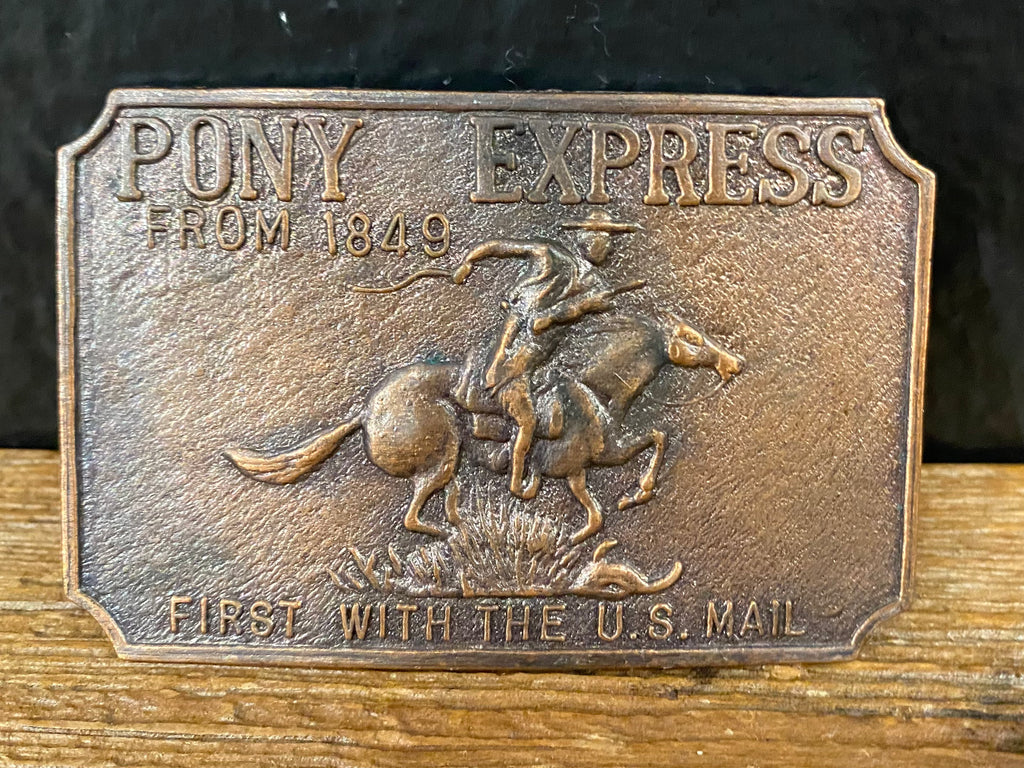 PONY EXPRESS
FROM 1849
FIRST WITH THE U.S. MAIL